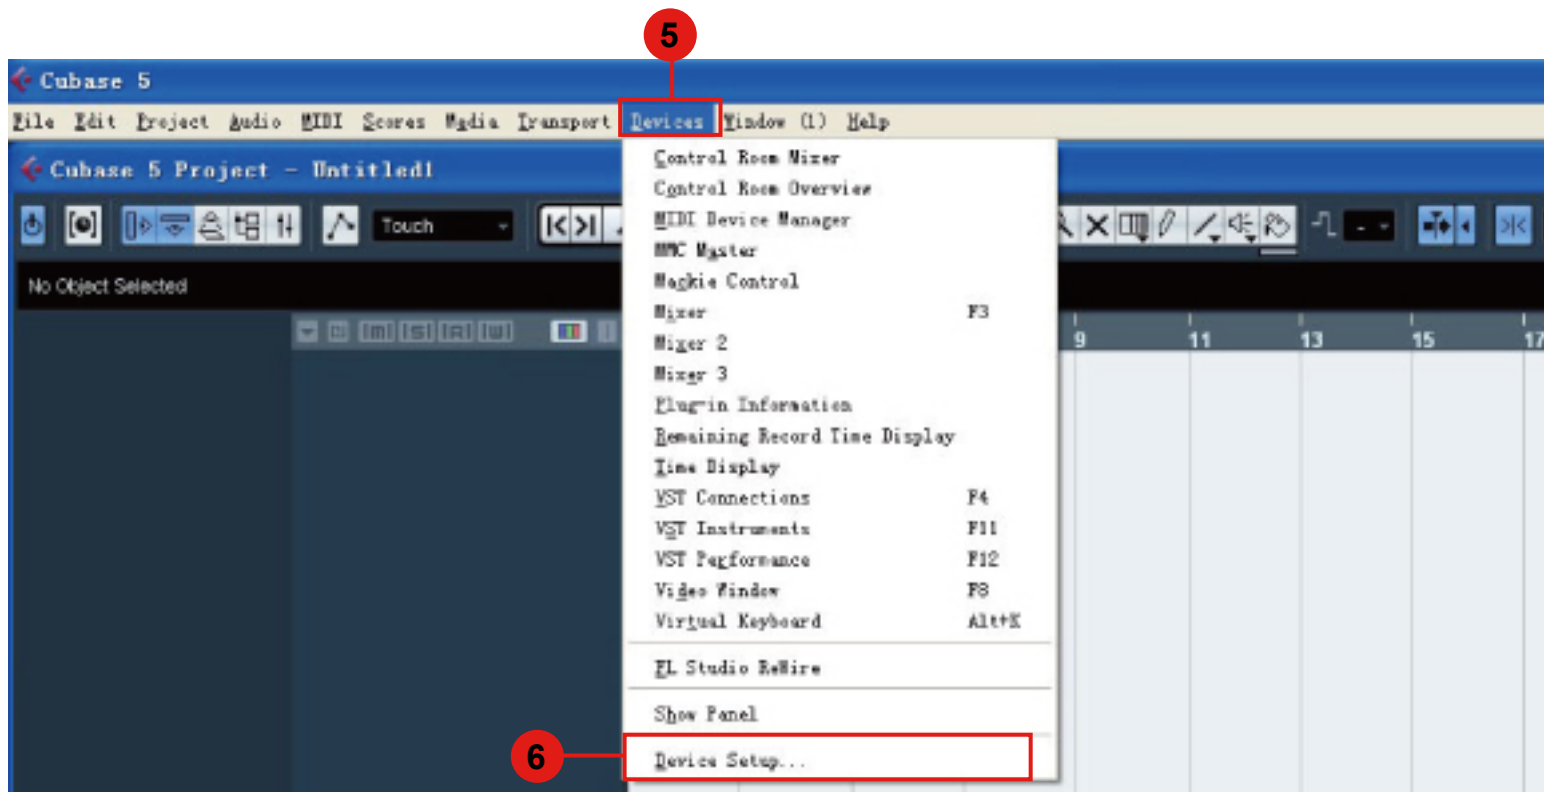 5
Cubase 5
File Edit Project Audio MIDI Scores Media Transport Devices Window (1) Help
Cubase 5 Project - Untitled1
Touch
No Object Selected
Control Room Mixer
Control Room Overview
MIDI Device Manager
MMC Master
Mackie Control
Mixer F3
Mixer 2
Mixer 3
Plug-in Information
Remaining Record Time Display
Time Display
VST Connections F4
VST Instruments F11
VST Performance F12
Video Window F8
Virtual Keyboard Alt+K
FL Studio ReWire
Show Panel
6 Device Setup...
[m] [S] [R] [W]
9 11 13 15 17